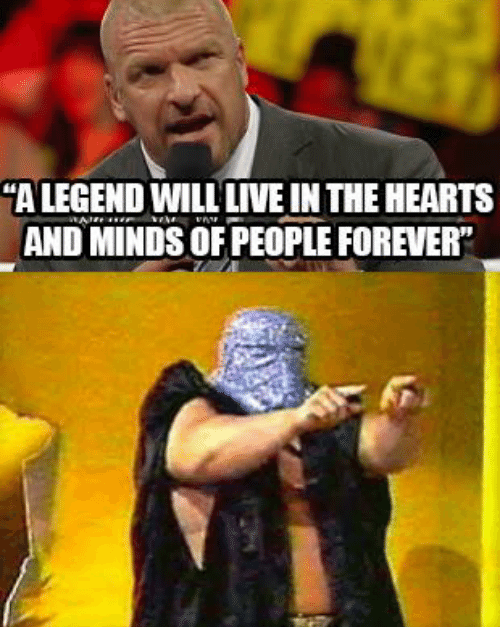 "A LEGEND WILL LIVE IN THE HEARTS
AND MINDS OF PEOPLE FOREVER"